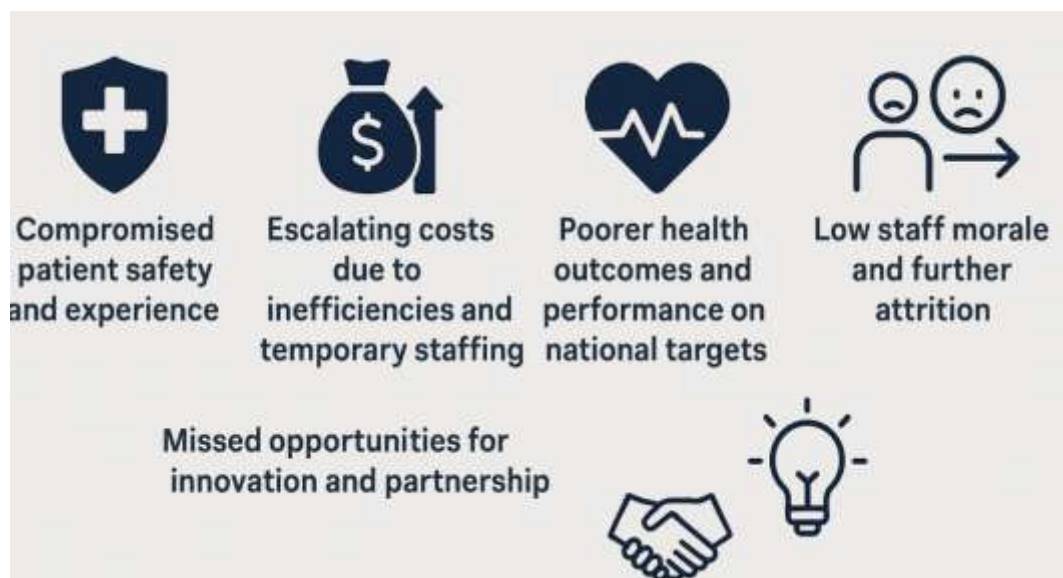 Compromised
patient safety
and experience
Escalating costs
due to
inefficiencies and
temporary staffing
Poorer health
outcomes and
performance on
national targets
Low staff morale
and further
attrition
Missed opportunities for
innovation and partnership
$